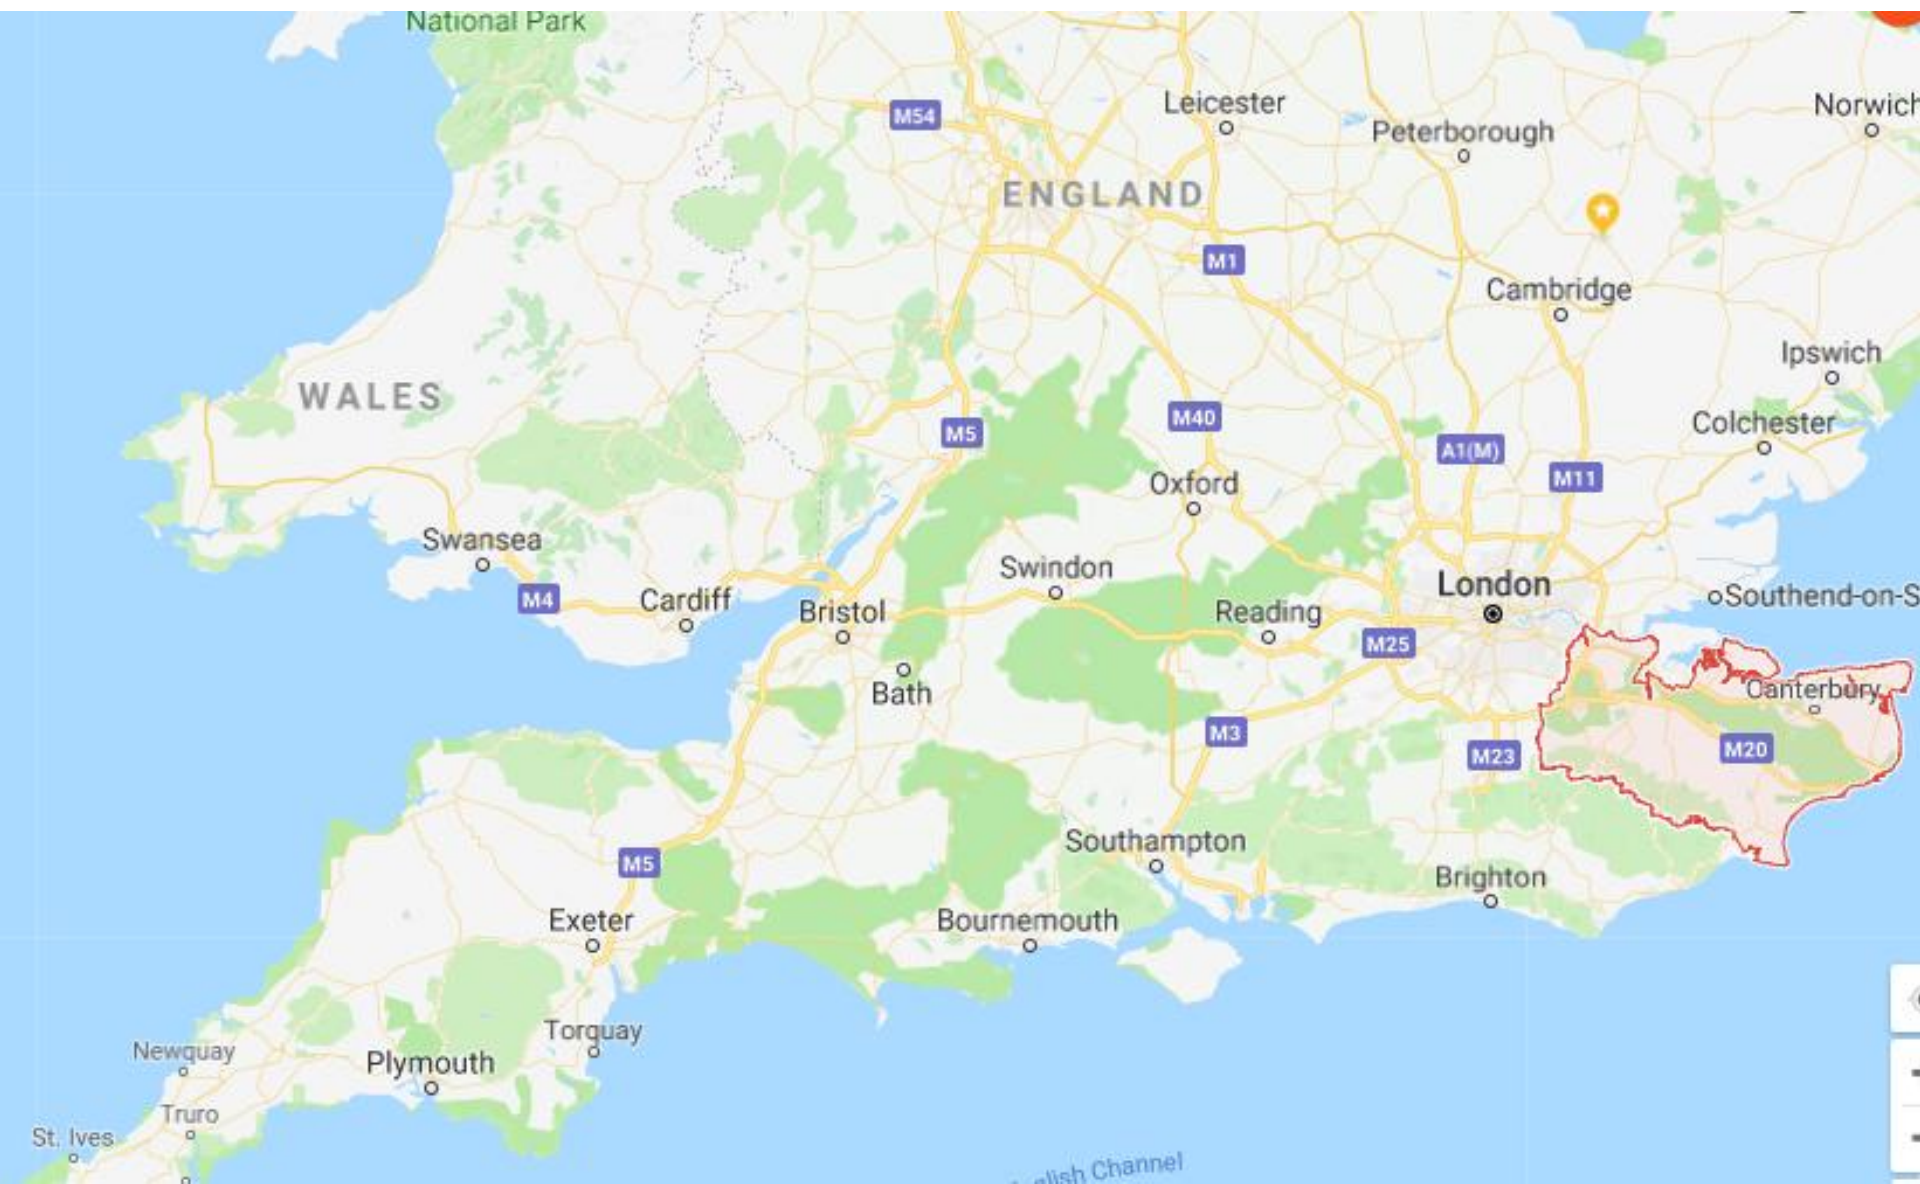 National Park
M54
Leicester
Peterborough
Norwich
ENGLAND
M1
Cambridge
Ipswich
WALES
M5
M40
Colchester
A1(M)
M11
Oxford
Swansea
Swindon
London
M4
Cardiff
Bristol
Reading
Southend-on-S
M25
Bath
Canterbury
M3
M23
M20
Southampton
M5
Brighton
Exeter
Bournemouth
Torquay
Newquay
Plymouth
Truro
St. Ives
glish Channel